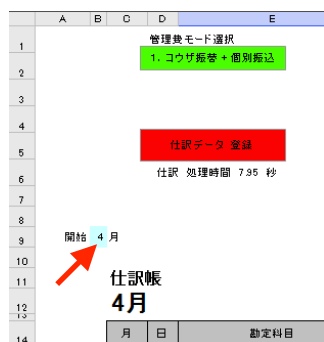 A B C D E
1 管理費モード選択
1. コウザ振替＋個別振込
2
3
4
5 仕訳データ 登録
6 仕訳 処理時間 7.95 秒
7
8
9 開始 4 月
10
11 仕訳帳
12 4月
13
14 月 日 勘定科目